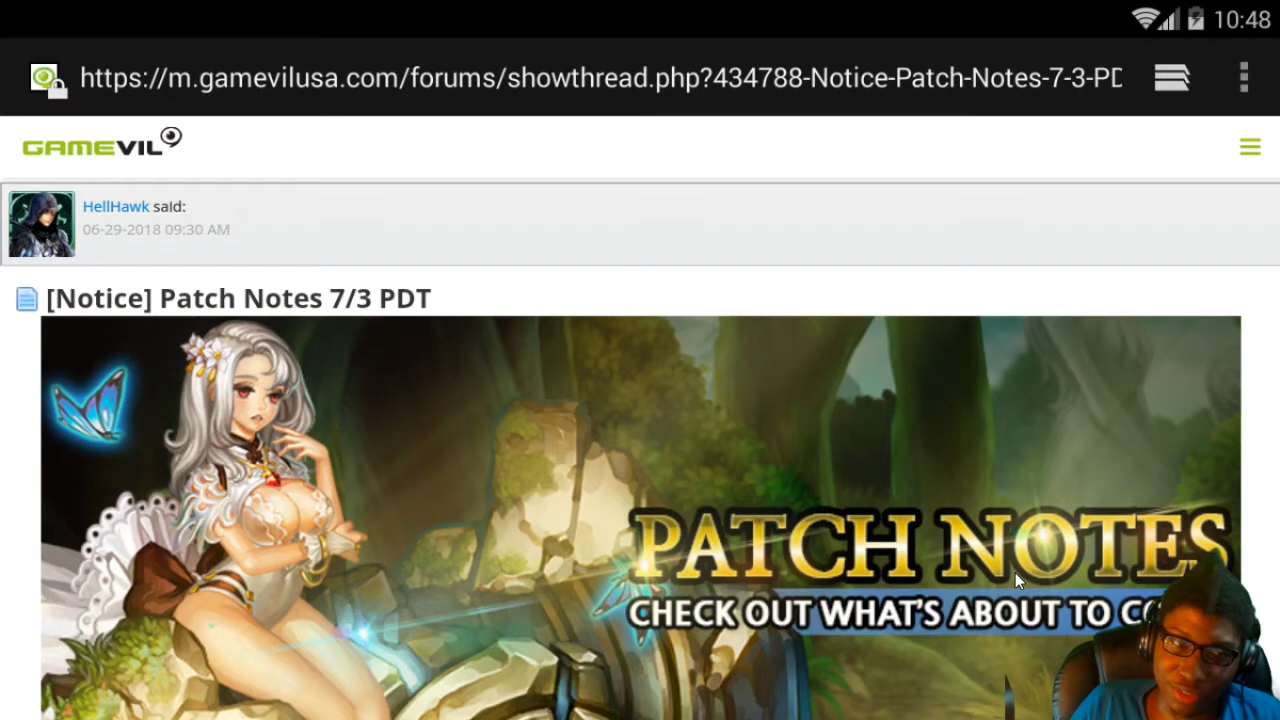 10:48
https://m.gamevilusa.com/forums/showthread.php?434788-Notice-Patch-Notes-7-3-PD
GAMEVIL
HellHawk said:
06-29-2018 09:30 AM
[Notice] Patch Notes 7/3 PDT
PATCH NOTES
CHECK OUT WHAT'S ABOUT TO